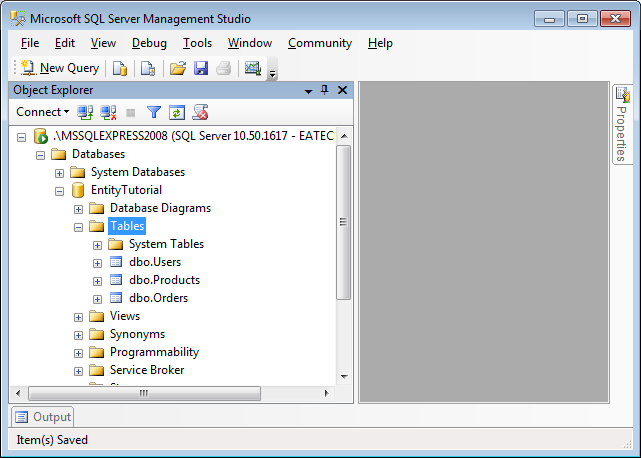 Microsoft SQL Server Management Studio
File Edit View Debug Tools Window Community Help
New Query
Object Explorer
Connect
.\MSSQLEXPRESS2008 (SQL Server 10.50.1617 - EATEC
Databases
System Databases
EntityTutorial
Database Diagrams
Tables
System Tables
dbo.Users
dbo.Products
dbo.Orders
Views
Synonyms
Programmability
Service Broker
Properties
Output
Item(s) Saved